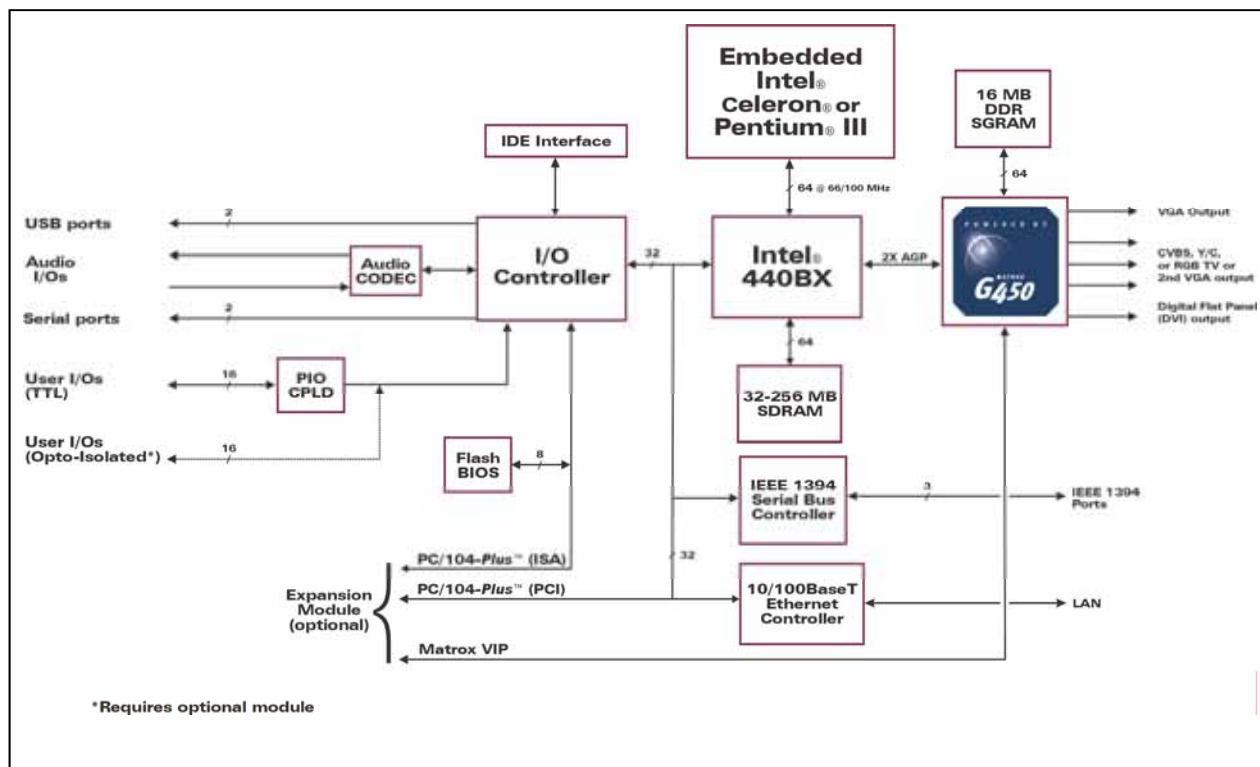 Embedded
Intel®
Celeron® or
Pentium® III
16 MB
DDR
SGRAM
IDE Interface
64 @ 66/100 MHz
64
USB ports
2
Audio
I/Os
Audio
CODEC
I/O
Controller
32
Intel®
440BX
2X AGP
POWERED BY
MATROX
G450
VGA Output
CVBS, Y/C,
or RGB TV or
2nd VGA output
Digital Flat Panel
(DVI) output
Serial ports
2
64
User I/Os
(TTL)
16
PIO
CPLD
32-256 MB
SDRAM
User I/Os
(Opto-Isolated*)
16
Flash
BIOS
8
IEEE 1394
Serial Bus
Controller
3
IEEE 1394
Ports
32
PC/104-Plus™ (ISA)
PC/104-Plus™ (PCI)
Expansion
Module
(optional)
10/100BaseT
Ethernet
Controller
LAN
Matrox VIP
*Requires optional module